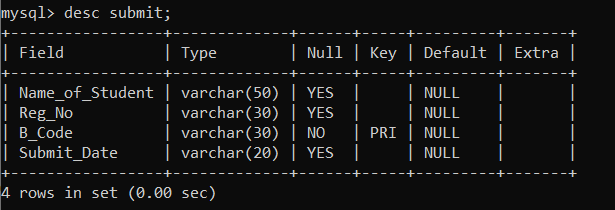 mysql> desc submit;
+-----------------+-------------+------+-----+---------+-------+
| Field           | Type        | Null | Key | Default | Extra |
+-----------------+-------------+------+-----+---------+-------+
| Name_of_Student | varchar(50) | YES  |     | NULL    |       |
| Reg_No          | varchar(30) | YES  |     | NULL    |       |
| B_Code          | varchar(30) | NO   | PRI | NULL    |       |
| Submit_Date     | varchar(20) | YES  |     | NULL    |       |
+-----------------+-------------+------+-----+---------+-------+
4 rows in set (0.00 sec)